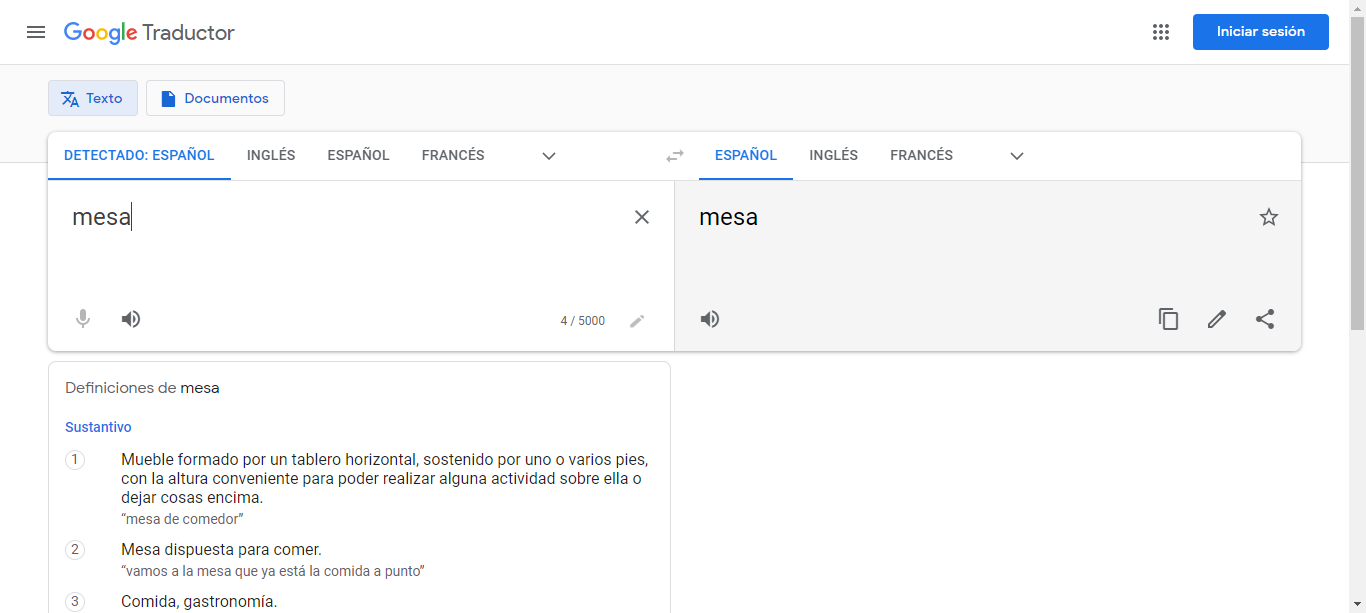 Google Traductor
Iniciar sesión
Texto
Documentos
DETECTADO: ESPAÑOL INGLÉS ESPAÑOL FRANCÉS
ESPAÑOL INGLÉS FRANCÉS
mesa
mesa
4 / 5000
Definiciones de mesa
Sustantivo
1 Mueble formado por un tablero horizontal, sostenido por uno o varios pies,
con la altura conveniente para poder realizar alguna actividad sobre ella o
dejar cosas encima.
“mesa de comedor”
2 Mesa dispuesta para comer.
“vamos a la mesa que ya está la comida a punto”
3 Comida, gastronomía.